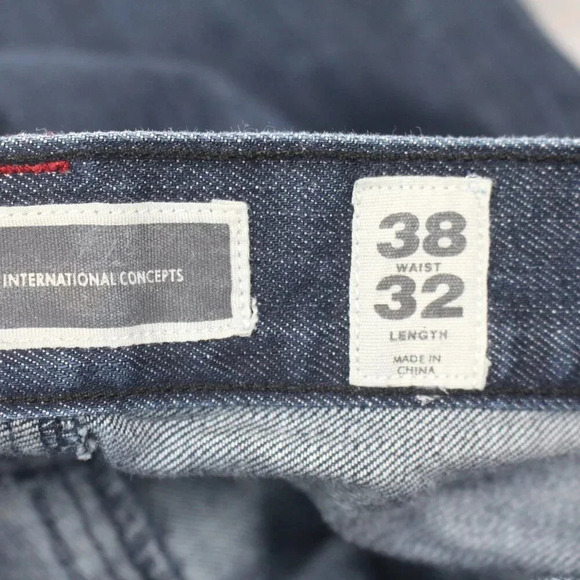 INTERNATIONAL CONCEPTS
38
WAIST
32
LENGTH
MADE IN
CHINA